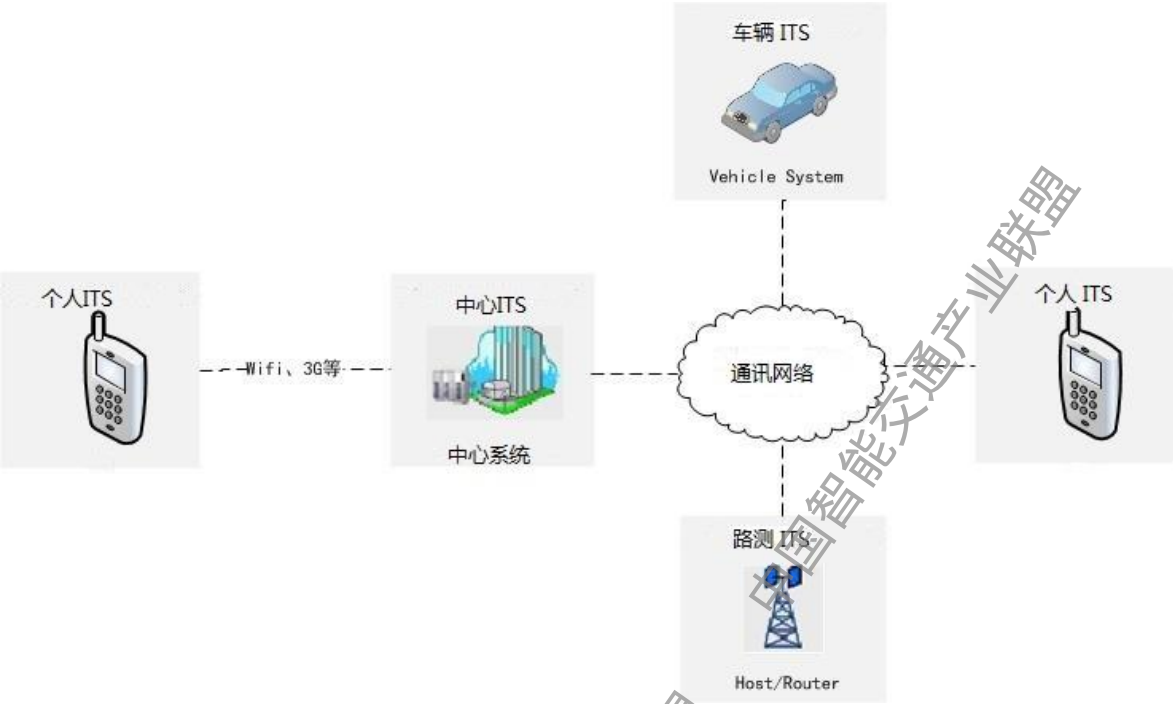 车辆 ITS
Vehicle System
个人ITS
Wifi、3G等
中心ITS
中心系统
通讯网络
个人 ITS
路测 ITS
Host/Router
中国智能交通产业联盟
盟